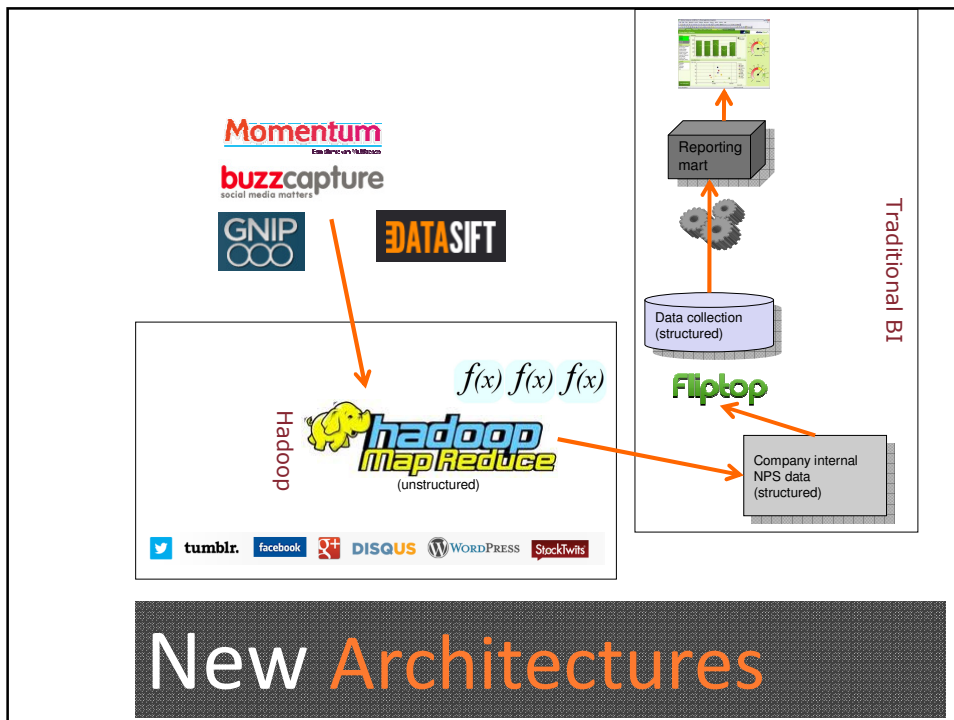 Momentum
buzzcapture
social media matters
GNIP
DATASIFT
Reporting
mart
Traditional BI
Data collection
(structured)
Fliptop
Company internal
NPS data
(structured)
Hadoop
f(x) f(x) f(x)
hadoop
Map Reduce
(unstructured)
tumblr.
facebook
g+
DISQUS
WORDPRESS
StockTwits
New Architectures